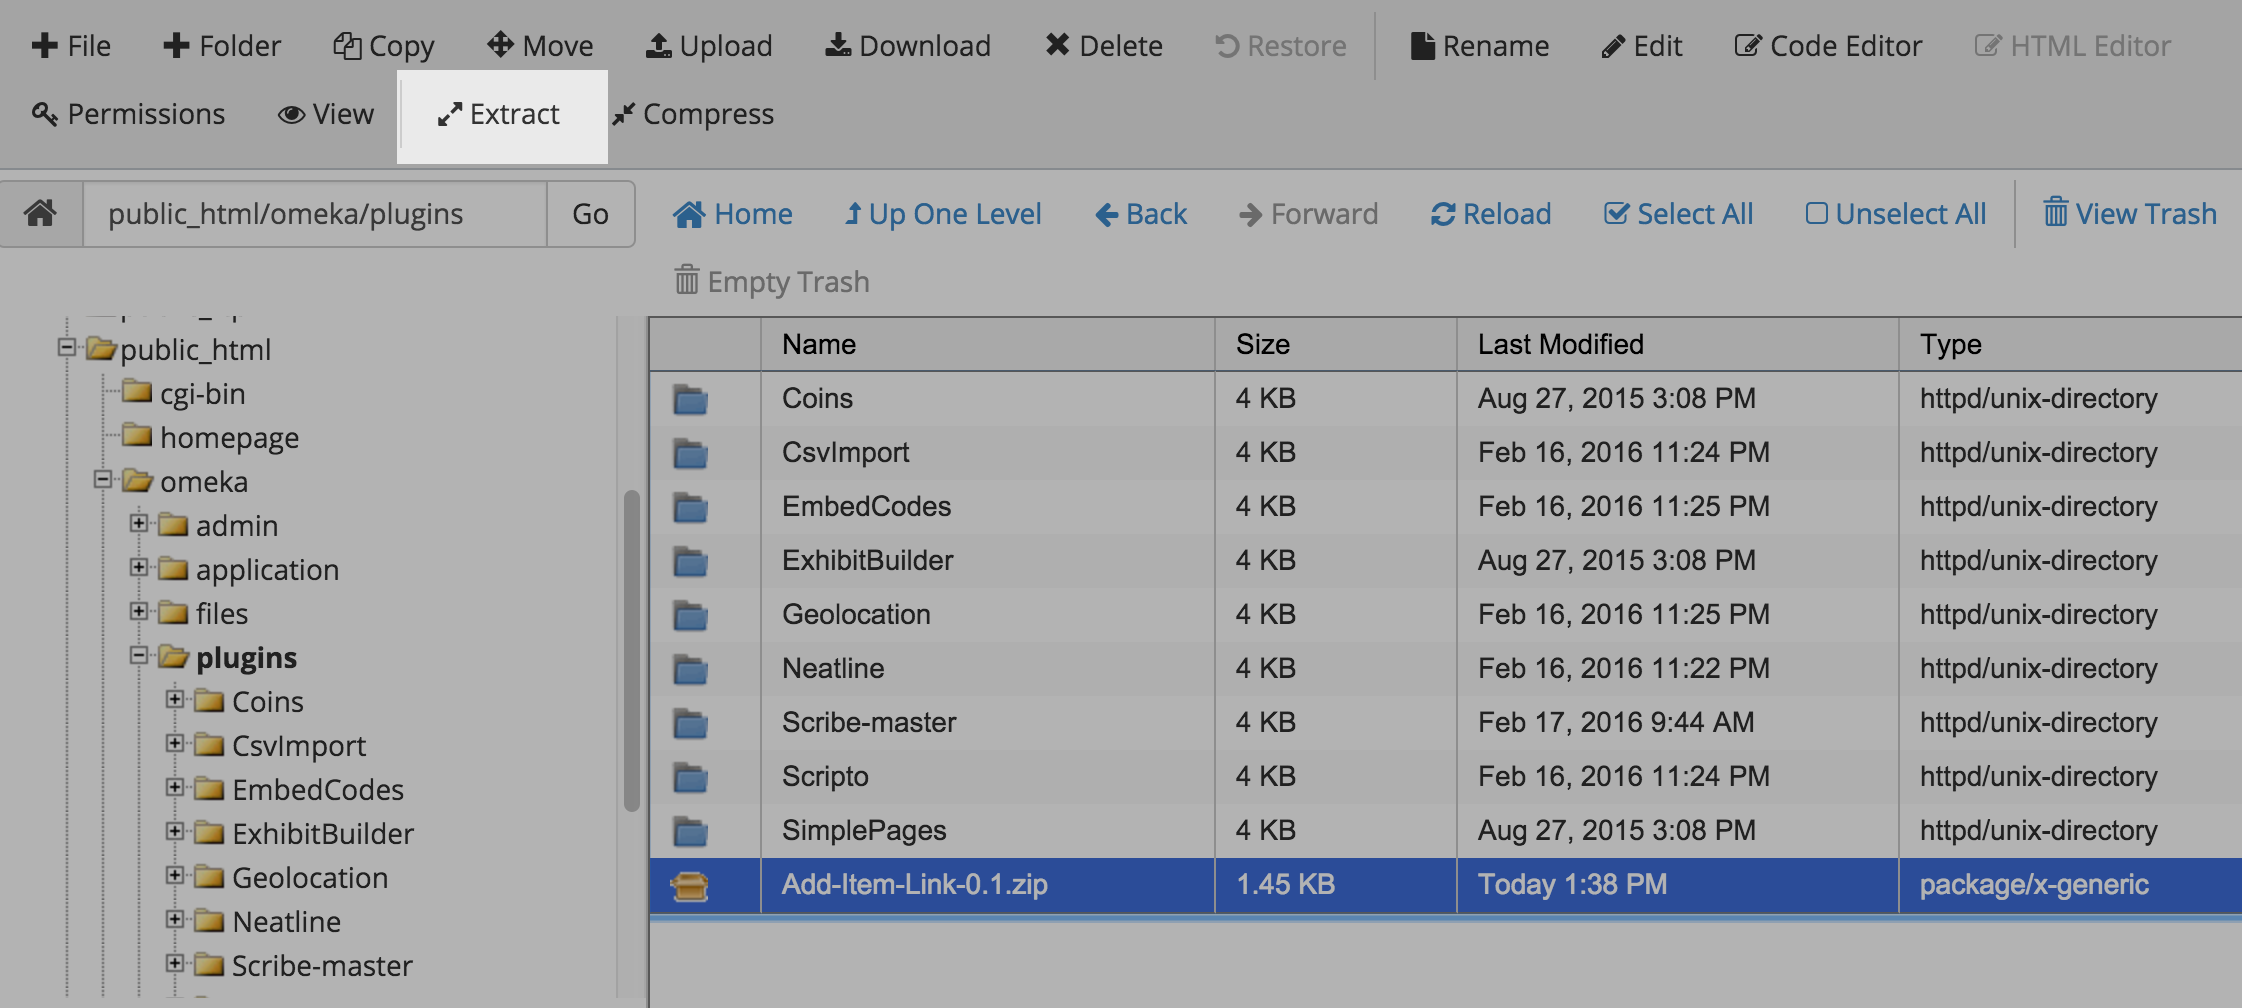 File Folder Copy Move Upload Download Delete Restore Rename Edit Code Editor HTML Editor
Permissions View Extract Compress
public_html/omeka/plugins Go Home Up One Level Back Forward Reload Select All Unselect All View Trash
Empty Trash
public_html
cgi-bin
homepage
omeka
admin
application
files
plugins
Coins
CsvImport
EmbedCodes
ExhibitBuilder
Geolocation
Neatline
Scribe-master
Name Size Last Modified Type
Coins 4 KB Aug 27, 2015 3:08 PM httpd/unix-directory
CsvImport 4 KB Feb 16, 2016 11:24 PM httpd/unix-directory
EmbedCodes 4 KB Feb 16, 2016 11:25 PM httpd/unix-directory
ExhibitBuilder 4 KB Aug 27, 2015 3:08 PM httpd/unix-directory
Geolocation 4 KB Feb 16, 2016 11:25 PM httpd/unix-directory
Neatline 4 KB Feb 16, 2016 11:22 PM httpd/unix-directory
Scribe-master 4 KB Feb 17, 2016 9:44 AM httpd/unix-directory
Scripto 4 KB Feb 16, 2016 11:24 PM httpd/unix-directory
SimplePages 4 KB Aug 27, 2015 3:08 PM httpd/unix-directory
Add-Item-Link-0.1.zip 1.45 KB Today 1:38 PM package/x-generic